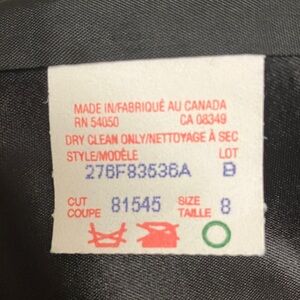 MADE IN/FABRIQUÉ AU CANADA
RN 54050 CA 08349
DRY CLEAN ONLY/NETTOYAGE À SEC
STYLE/MODÈLE LOT
276F83536A B
CUT COUPE 81545 SIZE TAILLE 8